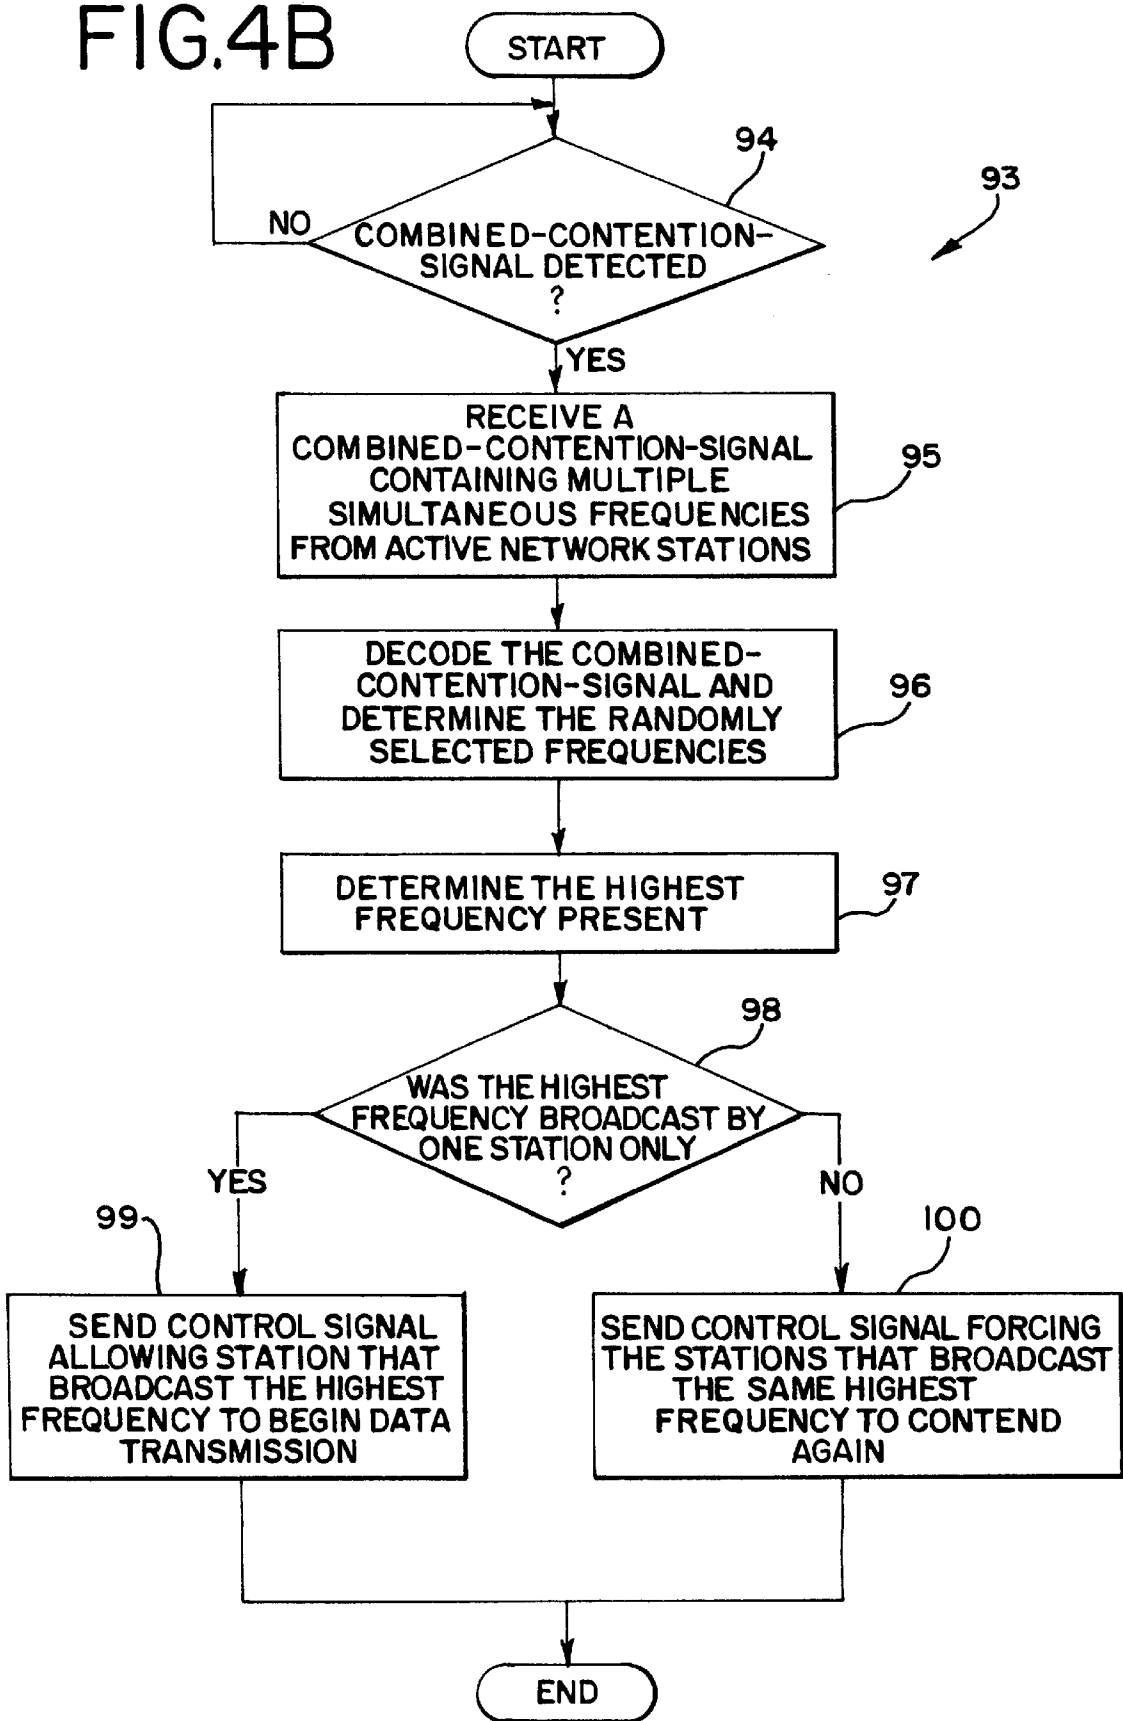 FIG.4B
START
94
93
NO
COMBINED-CONTENTION-
SIGNAL DETECTED
?
YES
RECEIVE A
COMBINED-CONTENTION-SIGNAL
CONTAINING MULTIPLE
SIMULTANEOUS FREQUENCIES
FROM ACTIVE NETWORK STATIONS
95
DECODE THE COMBINED-
CONTENTION-SIGNAL AND
DETERMINE THE RANDOMLY
SELECTED FREQUENCIES
96
DETERMINE THE HIGHEST
FREQUENCY PRESENT
97
98
WAS THE HIGHEST
FREQUENCY BROADCAST BY
ONE STATION ONLY
?
YES
NO
99
100
SEND CONTROL SIGNAL
ALLOWING STATION THAT
BROADCAST THE HIGHEST
FREQUENCY TO BEGIN DATA
TRANSMISSION
SEND CONTROL SIGNAL FORCING
THE STATIONS THAT BROADCAST
THE SAME HIGHEST
FREQUENCY TO CONTEND
AGAIN
END